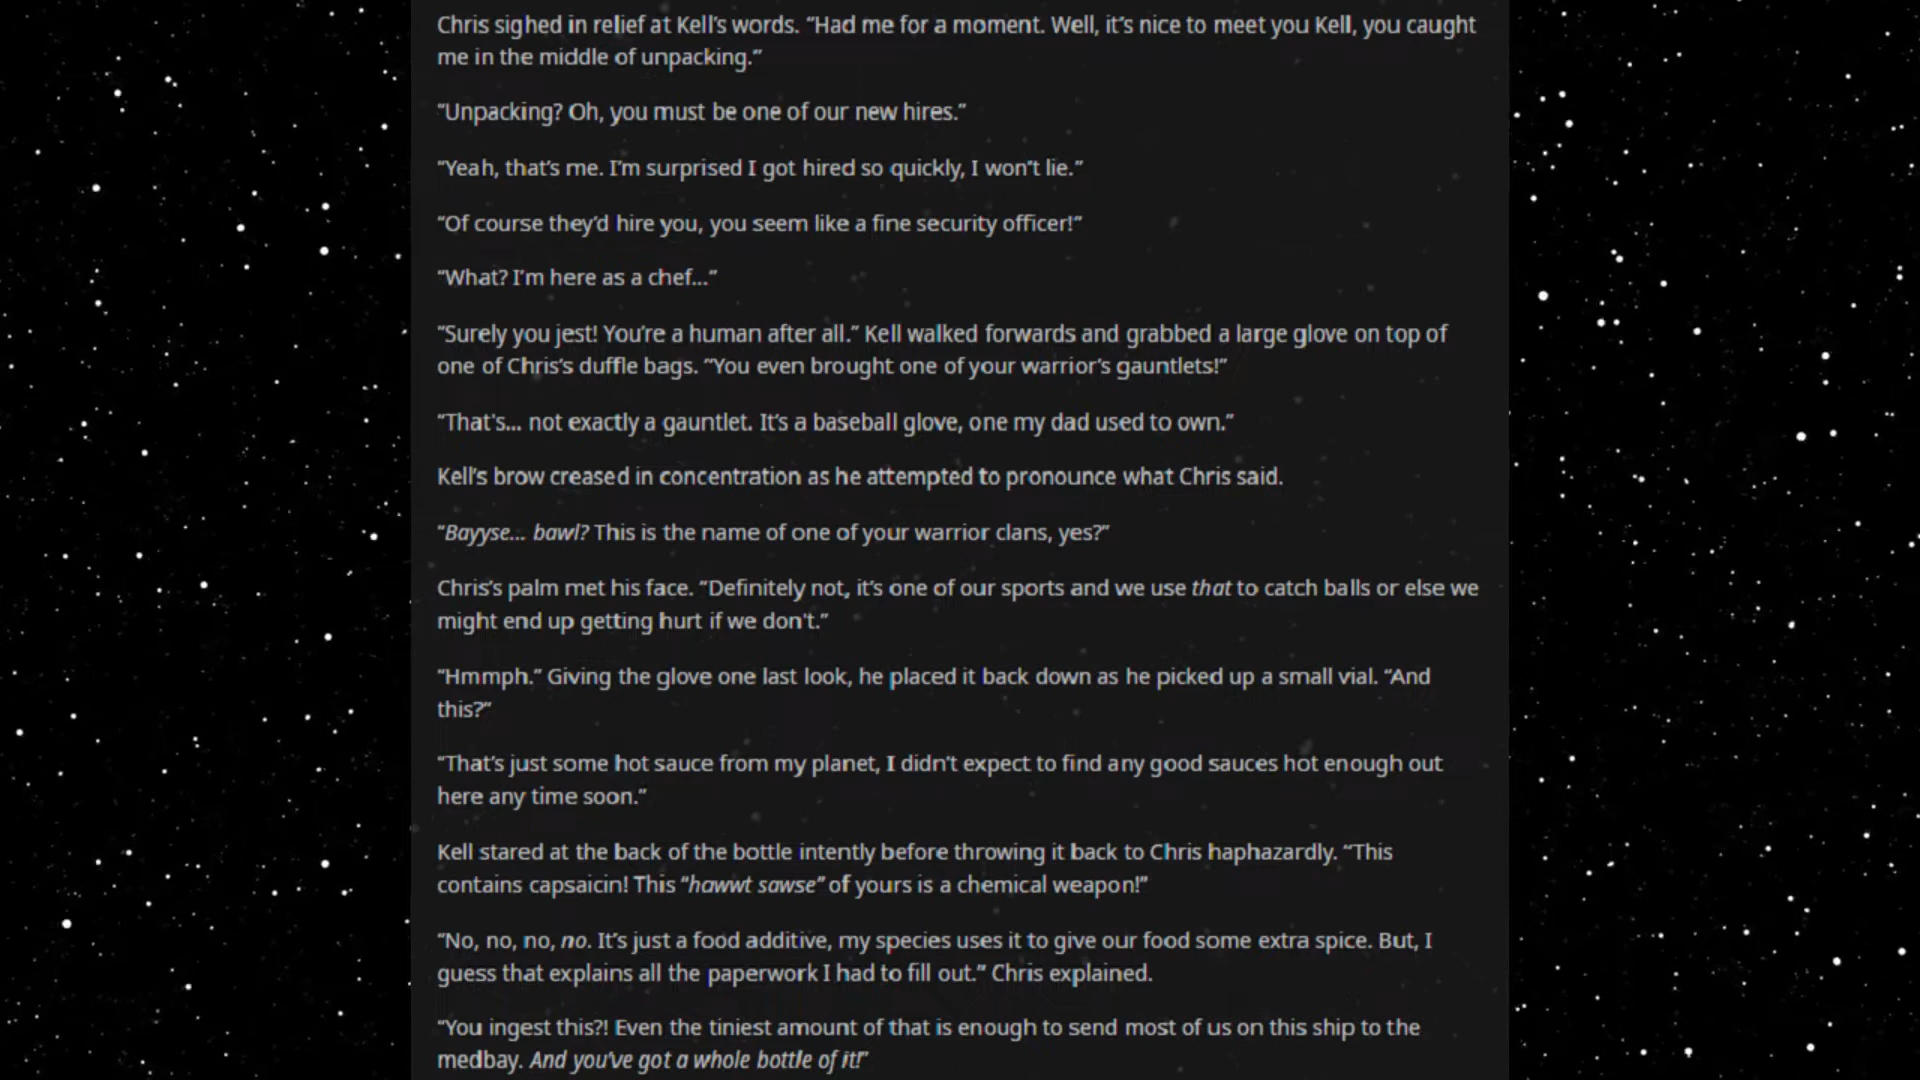 Chris sighed in relief at Kell’s words. “Had me for a moment. Well, it’s nice to meet you Kell, you caught
me in the middle of unpacking.”
“Unpacking? Oh, you must be one of our new hires.”
“Yeah, that’s me. I’m surprised I got hired so quickly, I won’t lie.”
“Of course they’d hire you, you seem like a fine security officer!”
“What? I’m here as a chef...”
“Surely you jest! You’re a human after all.” Kell walked forwards and grabbed a large glove on top of
one of Chris’s duffle bags. “You even brought one of your warrior’s gauntlets!”
“That's... not exactly a gauntlet. It’s a baseball glove, one my dad used to own.”
Kell’s brow creased in concentration as he attempted to pronounce what Chris said.
“Bayyse... bawl? This is the name of one of your warrior clans, yes?”
Chris’s palm met his face. “Definitely not, it’s one of our sports and we use that to catch balls or else we
might end up getting hurt if we don't.”
“Hmmph.” Giving the glove one last look, he placed it back down as he picked up a small vial. “And
this?”
“That’s just some hot sauce from my planet, I didn’t expect to find any good sauces hot enough out
here any time soon.”
Kell stared at the back of the bottle intently before throwing it back to Chris haphazardly. “This
contains capsaicin! This “hawwt sawse” of yours is a chemical weapon!”
“No, no, no, no. It’s just a food additive, my species uses it to give our food some extra spice. But, I
guess that explains all the paperwork I had to fill out.” Chris explained.
“You ingest this?! Even the tiniest amount of that is enough to send most of us on this ship to the
medbay. And you’ve got a whole bottle of it!”